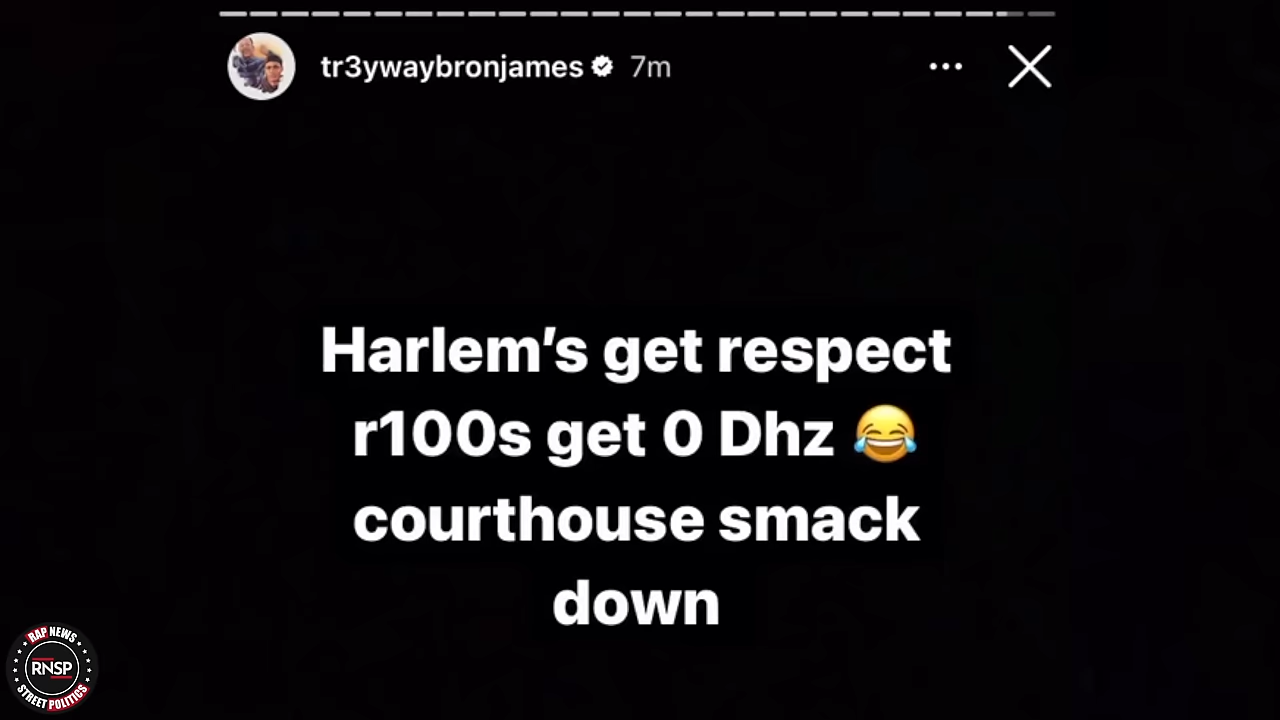 tr3ywaybronjames 7m
Harlem’s get respect
r100s get 0 Dhz 😂
courthouse smack
down
RAP NEWS
RNSP
STREET POLITICS